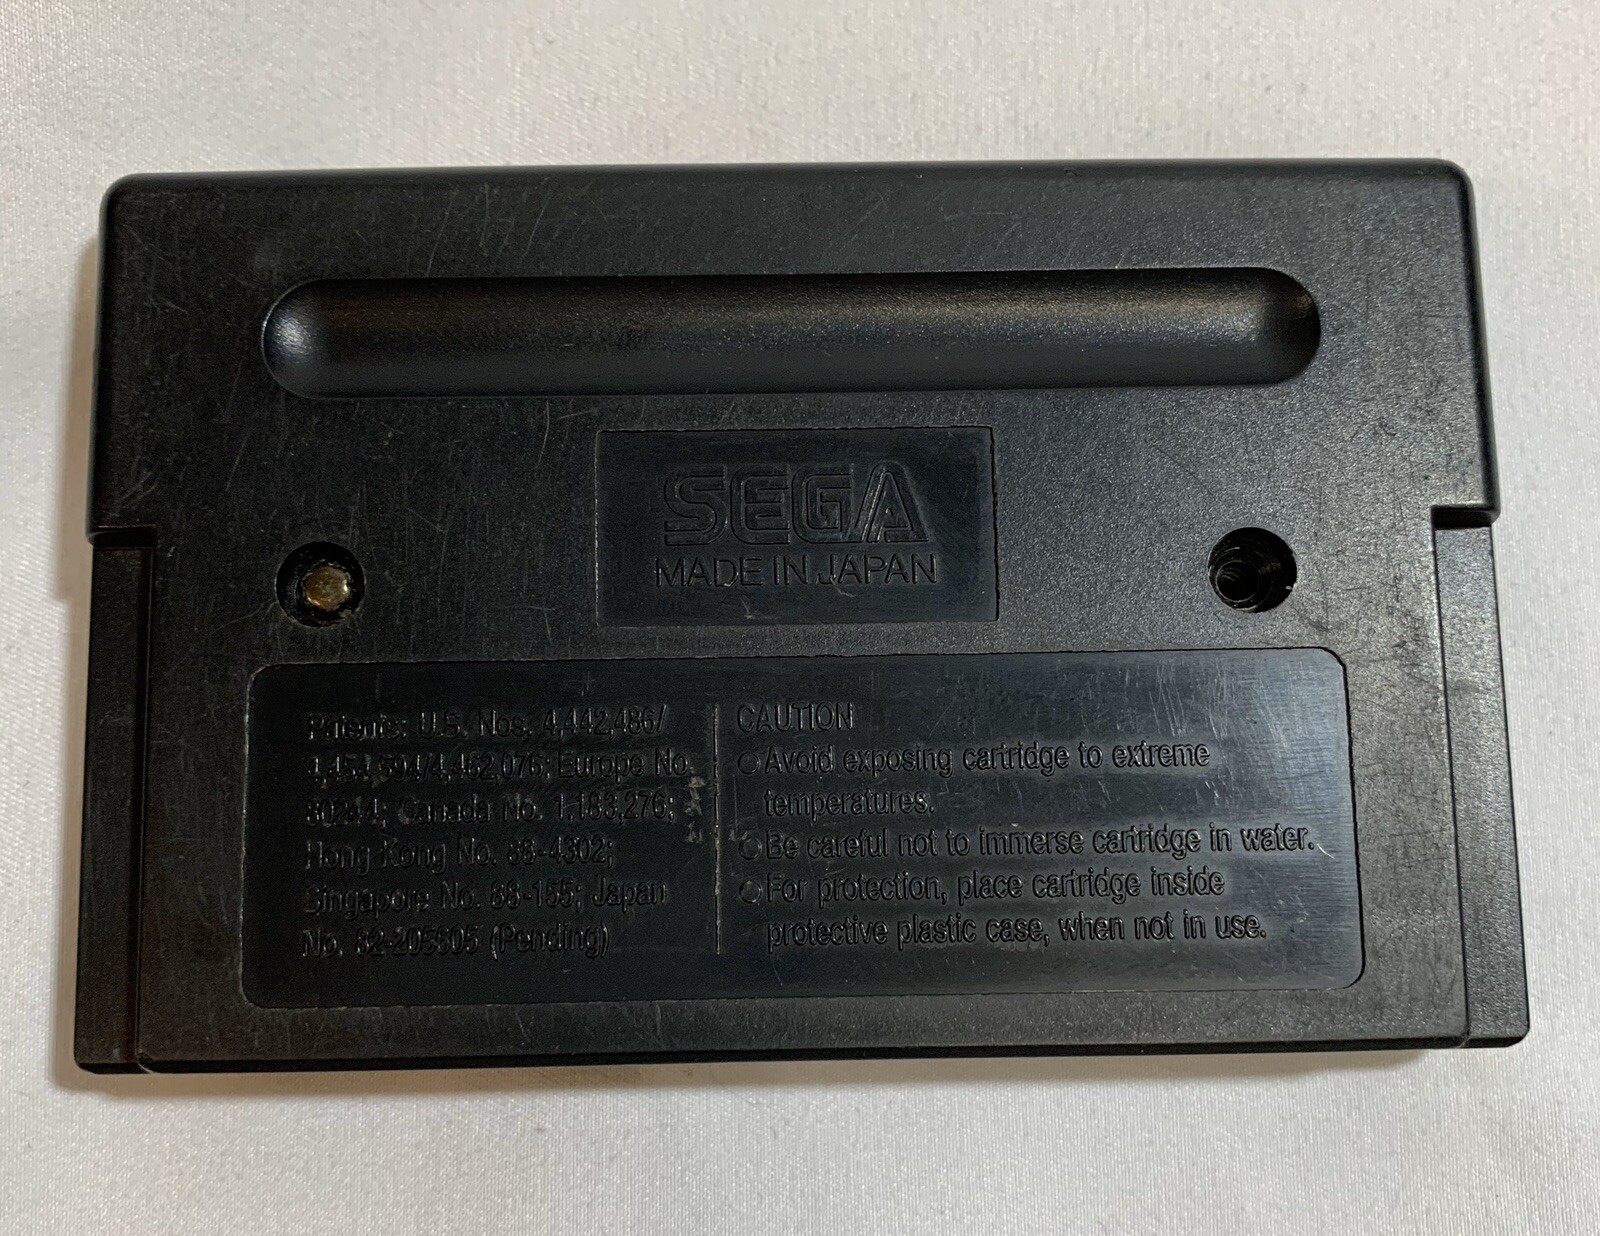 SEGA
MADE IN JAPAN
Patents: U.S. Nos. 4,442,486/
4,454,594/4,462,076; Europe No.
80244; Canada No. 1,183,276;
Hong Kong No. 88-4302;
Singapore No. 88-155; Japan
No. 82-205605 (Pending)
CAUTION
○Avoid exposing cartridge to extreme
temperatures.
○Be careful not to immerse cartridge in water.
○For protection, place cartridge inside
protective plastic case, when not in use.